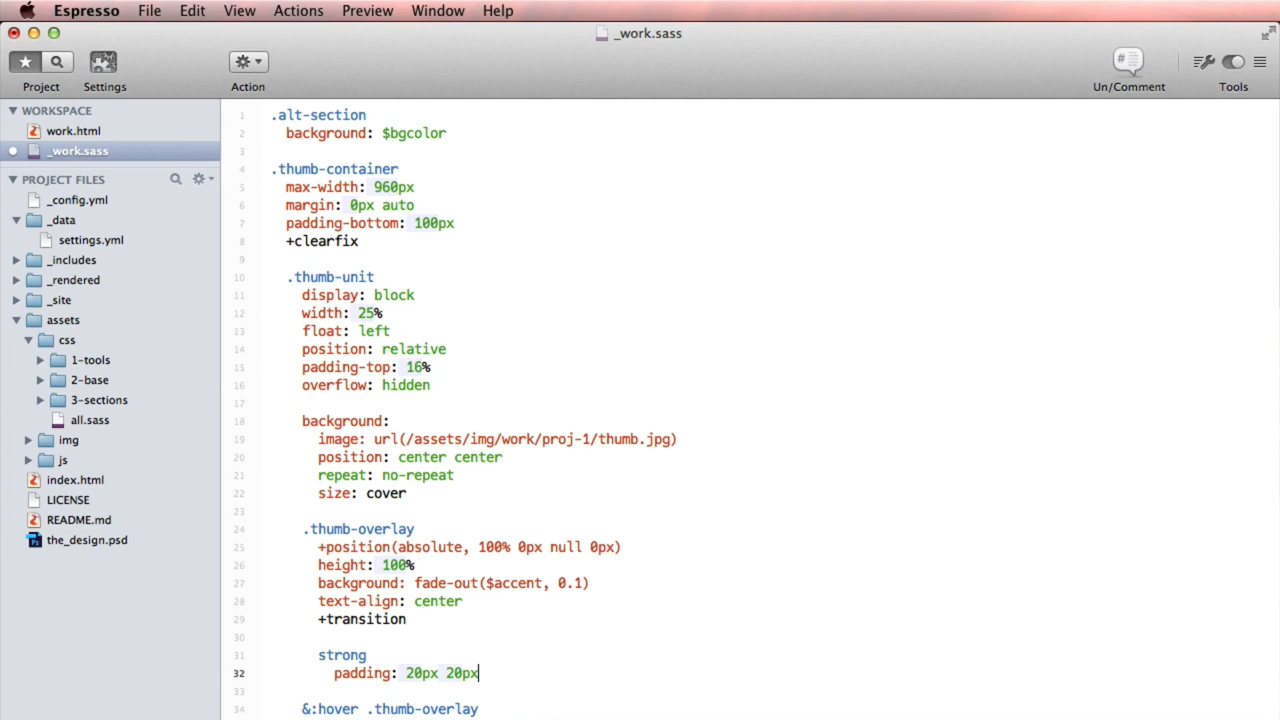 Espresso File Edit View Actions Preview Window Help
_work.sass
Project Settings Action Un/Comment Tools
WORKSPACE
work.html
_work.sass
PROJECT FILES
_config.yml
_data
settings.yml
_includes
_rendered
_site
assets
css
1-tools
2-base
3-sections
all.sass
img
js
index.html
LICENSE
README.md
the_design.psd
1 .alt-section
2 background: $bgcolor
3
4 .thumb-container
5 max-width: 960px
6 margin: 0px auto
7 padding-bottom: 100px
8 +clearfix
9
10 .thumb-unit
11 display: block
12 width: 25%
13 float: left
14 position: relative
15 padding-top: 16%
16 overflow: hidden
17
18 background:
19 image: url(/assets/img/work/proj-1/thumb.jpg)
20 position: center center
21 repeat: no-repeat
22 size: cover
23
24 .thumb-overlay
25 +position(absolute, 100% 0px null 0px)
26 height: 100%
27 background: fade-out($accent, 0.1)
28 text-align: center
29 +transition
30
31 strong
32 padding: 20px 20px
33
34 &:hover .thumb-overlay